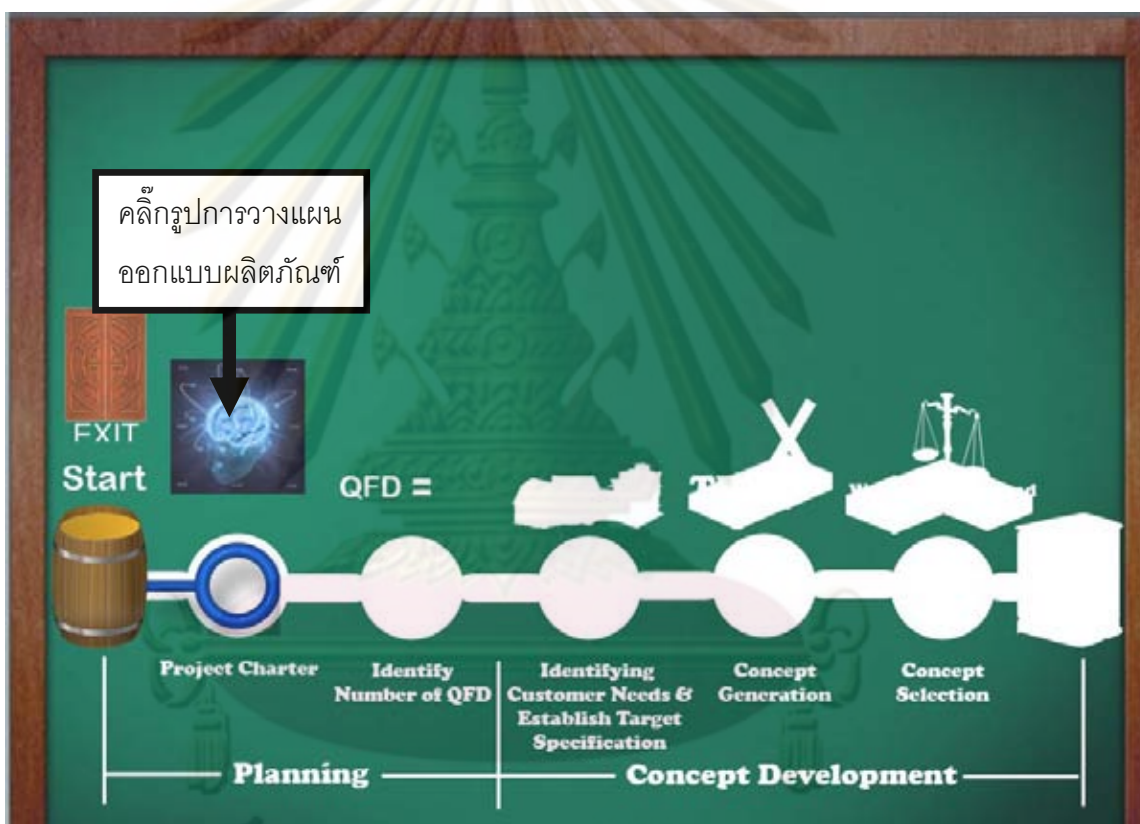 คลิ๊กรูปการวางแผน
ออกแบบผลิตภัณฑ์
EXIT
Start
QFD =
Project Charter
Identify
Number of QFD
Identifying
Customer Needs &
Establish Target
Specification
Concept
Generation
Concept
Selection
Planning
Concept Development